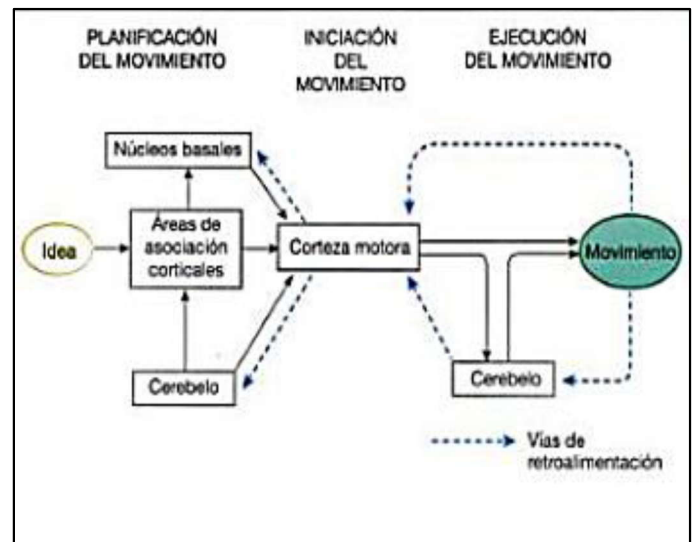 PLANIFICACIÓN
DEL MOVIMIENTO
INICIACIÓN
DEL
MOVIMIENTO
EJECUCIÓN
DEL MOVIMIENTO
Núcleos basales
Idea
Áreas de
asociación
corticales
Corteza motora
Movimiento
Cerebelo
Cerebelo
Vías de
retroalimentación